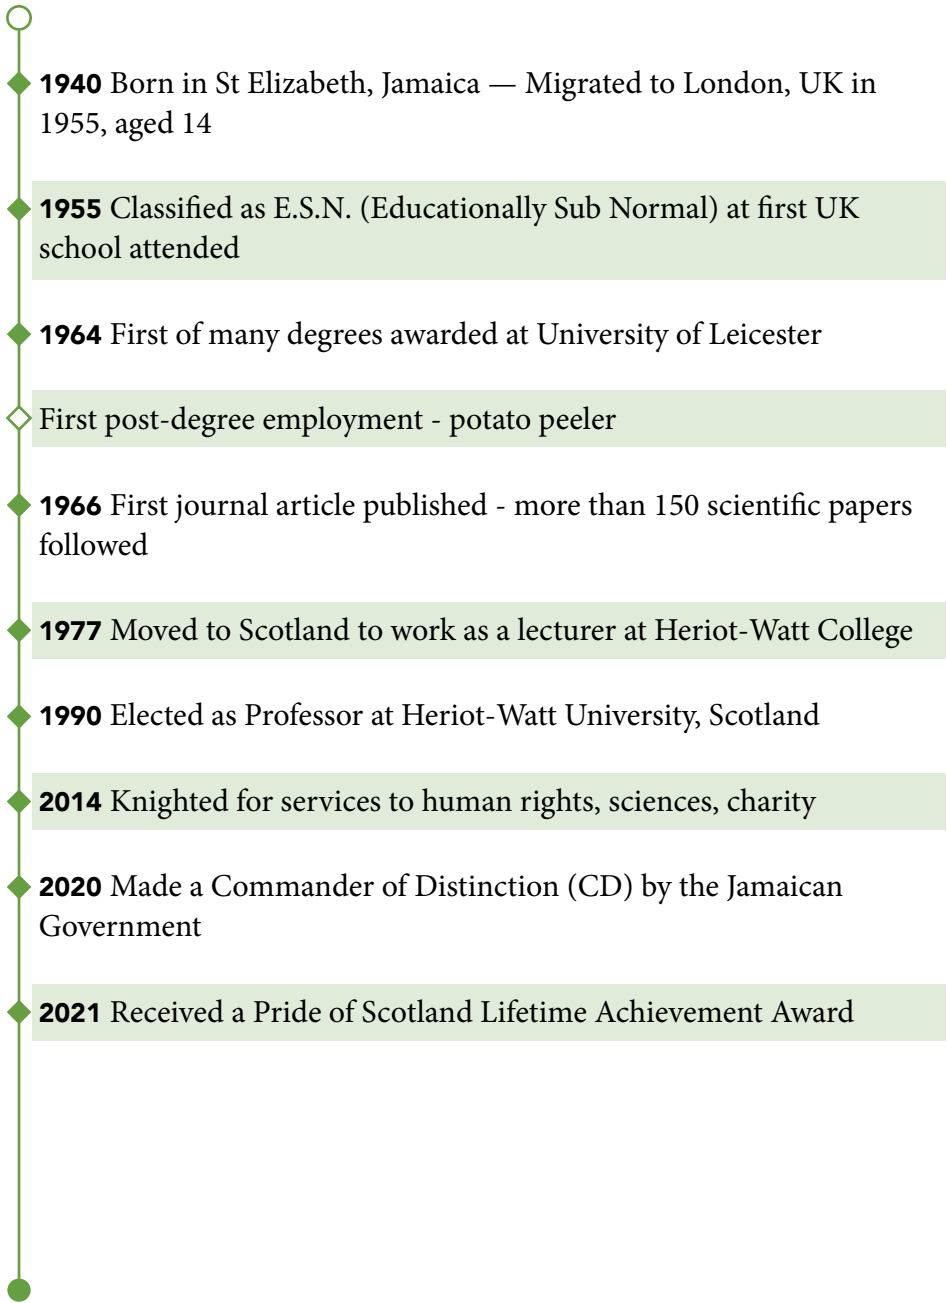 1940 Born in St Elizabeth, Jamaica — Migrated to London, UK in
1955, aged 14
1955 Classified as E.S.N. (Educationally Sub Normal) at first UK
school attended
1964 First of many degrees awarded at University of Leicester
First post-degree employment - potato peeler
1966 First journal article published - more than 150 scientific papers
followed
1977 Moved to Scotland to work as a lecturer at Heriot-Watt College
1990 Elected as Professor at Heriot-Watt University, Scotland
2014 Knighted for services to human rights, sciences, charity
2020 Made a Commander of Distinction (CD) by the Jamaican
Government
2021 Received a Pride of Scotland Lifetime Achievement Award